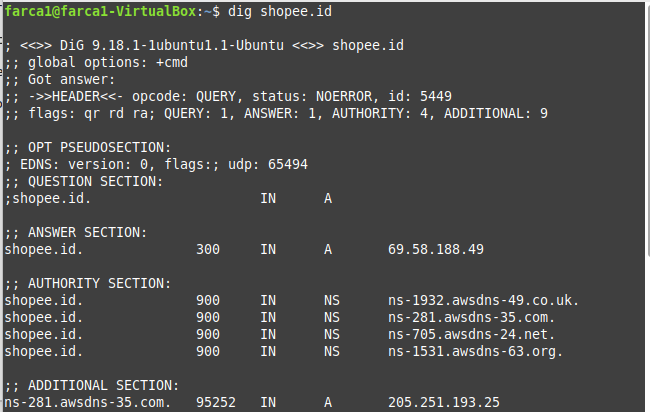 farca1@farca1-VirtualBox:~$ dig shopee.id
; <<>> DiG 9.18.1-1ubuntu1.1-Ubuntu <<>> shopee.id
;; global options: +cmd
;; Got answer:
;; ->>HEADER<<- opcode: QUERY, status: NOERROR, id: 5449
;; flags: qr rd ra; QUERY: 1, ANSWER: 1, AUTHORITY: 4, ADDITIONAL: 9
;; OPT PSEUDOSECTION:
; EDNS: version: 0, flags:; udp: 65494
;; QUESTION SECTION:
;shopee.id. IN A
;; ANSWER SECTION:
shopee.id. 300 IN A 69.58.188.49
;; AUTHORITY SECTION:
shopee.id. 900 IN NS ns-1932.awsdns-49.co.uk.
shopee.id. 900 IN NS ns-281.awsdns-35.com.
shopee.id. 900 IN NS ns-705.awsdns-24.net.
shopee.id. 900 IN NS ns-1531.awsdns-63.org.
;; ADDITIONAL SECTION:
ns-281.awsdns-35.com. 95252 IN A 205.251.193.25